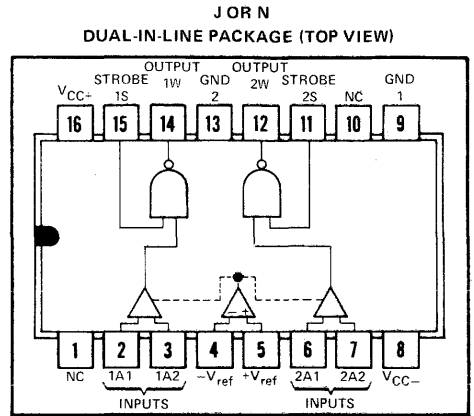 J OR N
DUAL-IN-LINE PACKAGE (TOP VIEW)
VCC+ STROBE 1S OUTPUT 1W GND 2 OUTPUT 2W STROBE 2S NC GND 1
16 15 14 13 12 11 10 9
- +
1 2 3 4 5 6 7 8
NC 1A1 1A2 -Vref +Vref 2A1 2A2 VCC-
INPUTS INPUTS